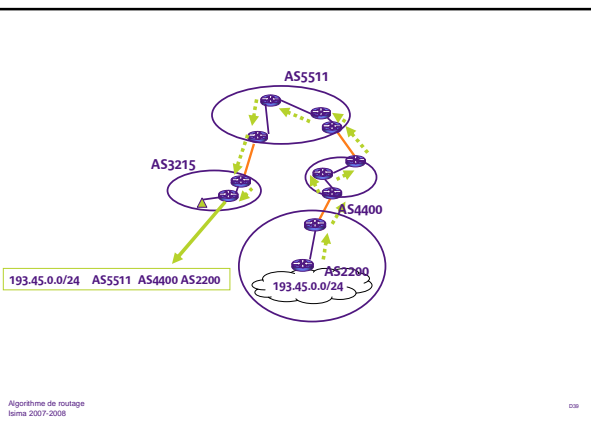 AS5511
AS3215
AS4400
AS2200
193.45.0.0/24
193.45.0.0/24 AS5511 AS4400 AS2200
Algorithme de routage
Isima 2007-2008
D39